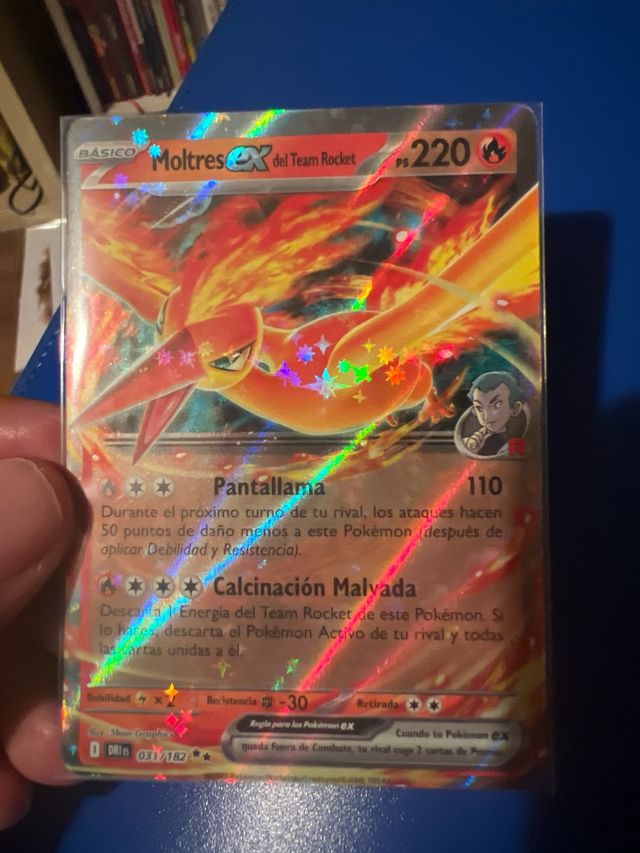 BÁSICO Moltres ex del Team Rocket PS 220
R
Pantallama 110
Durante el próximo turno de tu rival, los ataques hacen
50 puntos de daño menos a este Pokémon (después de
aplicar Debilidad y Resistencia).
Calcinación Malvada
Descarta 1 Energía del Team Rocket de este Pokémon. Si
lo haces, descarta el Pokémon Activo de tu rival y todas
las cartas unidas a él.
Debilidad ×2 Resistencia -30 Retirada
Ilus. 5ban Graphics
Regla para los Pokémon ex Cuando tu Pokémon ex
I DRI ES 031/182 queda Fuera de Combate, tu rival coge 2 cartas de Premio.